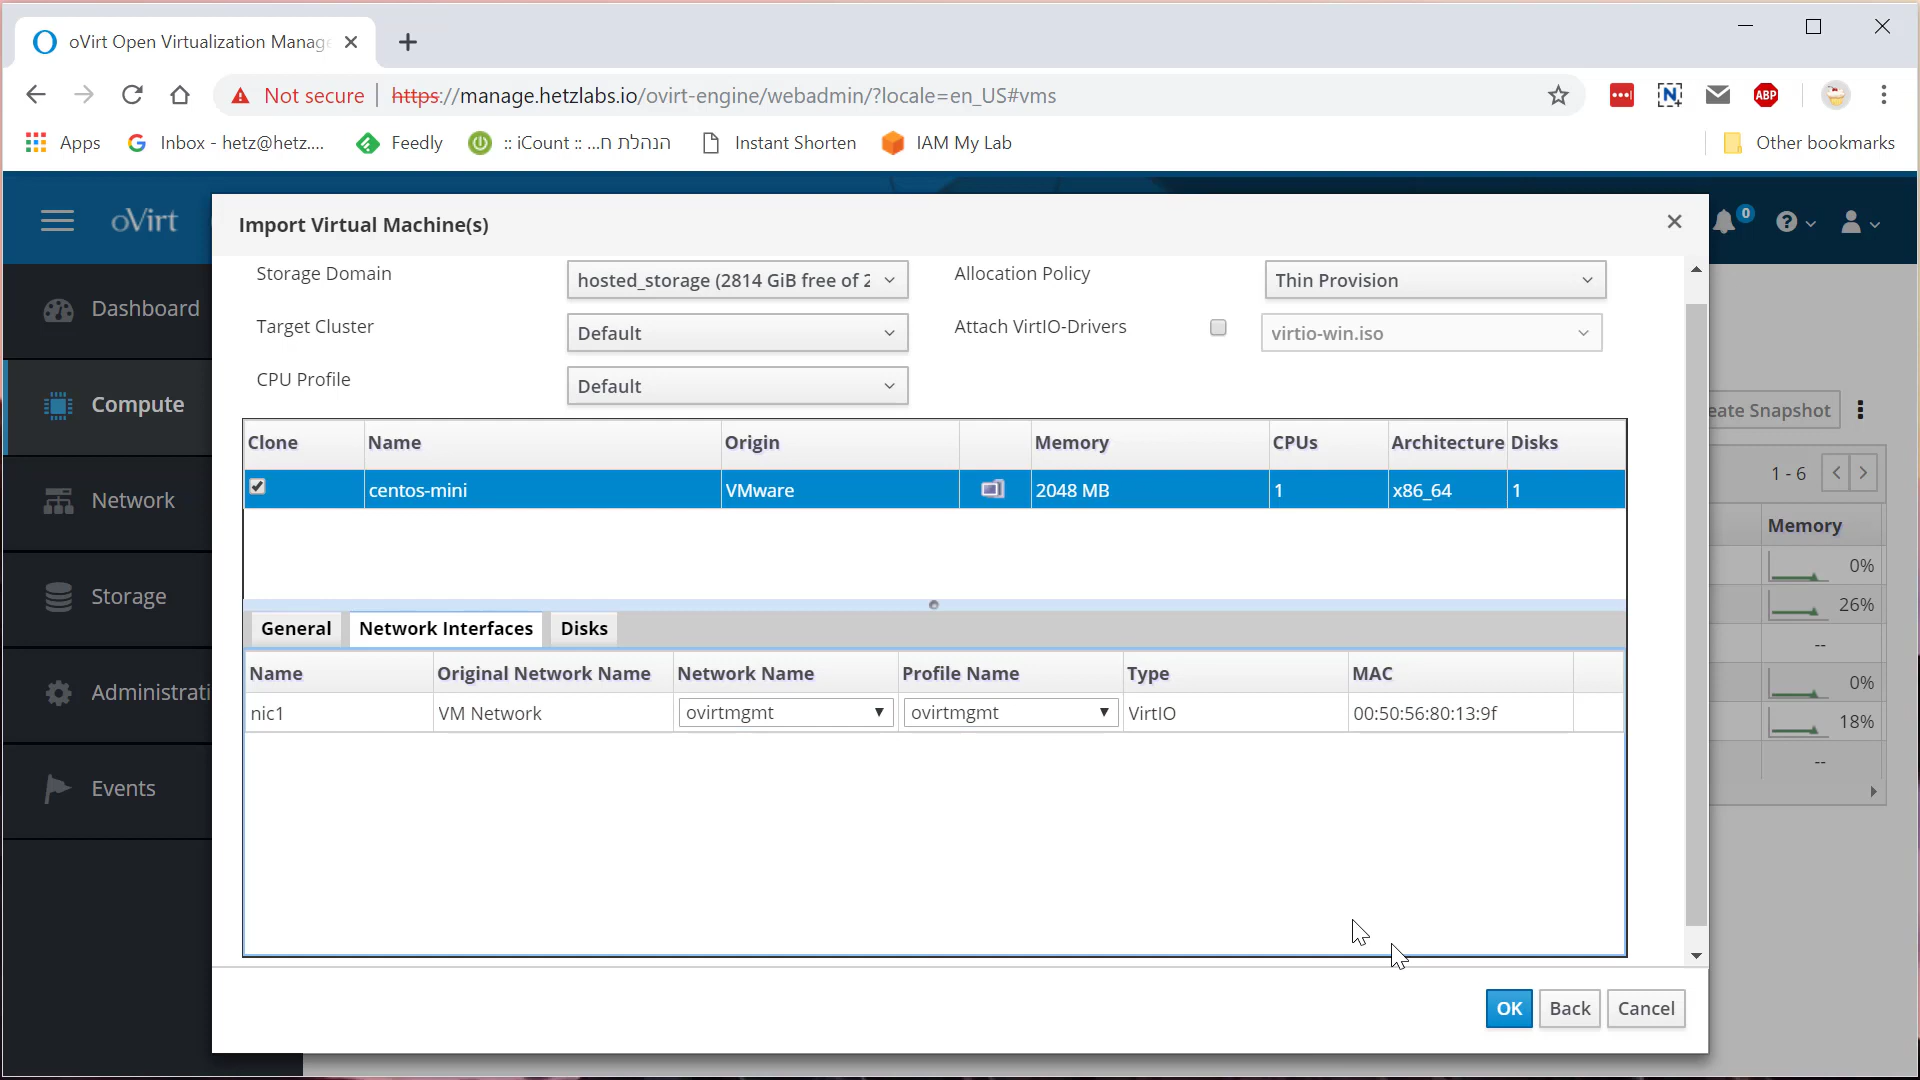 oVirt Open Virtualization Manage
Not secure https://manage.hetzlabs.io/ovirt-engine/webadmin/?locale=en_US#vms
ABP
Apps Inbox - hetz@hetz.... Feedly :: iCount :: ...הנהלת ח Instant Shorten IAM My Lab Other bookmarks
oVirt
0
Import Virtual Machine(s)
Dashboard
Compute
Network
Storage
Administrati
Events
Storage Domain hosted_storage (2814 GiB free of 2 Allocation Policy Thin Provision
Target Cluster Default Attach VirtIO-Drivers virtio-win.iso
CPU Profile Default
Clone Name Origin Memory CPUs Architecture Disks
centos-mini VMware 2048 MB 1 x86_64 1
General Network Interfaces Disks
Name Original Network Name Network Name Profile Name Type MAC
nic1 VM Network ovirtmgmt ovirtmgmt VirtIO 00:50:56:80:13:9f
OK Back Cancel
eate Snapshot
1 - 6
Memory
0%
26%
--
0%
18%
--